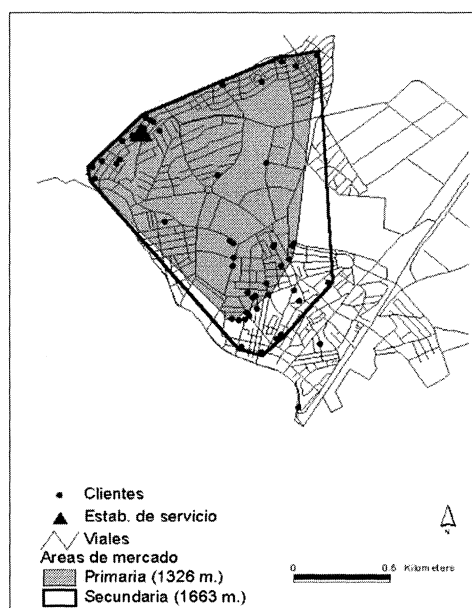 Clientes
Estab. de servicio
Viales
Areas de mercado
Primaria (1326 m.)
Secundaria (1663 m.)
N
0 0.6 Kilometers